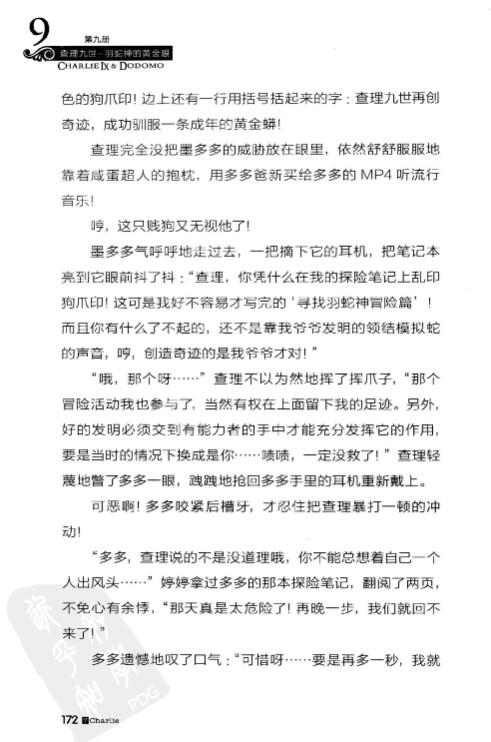 9
第九册
查理九世-羽蛇神的黄金眼
CHARLIE IX & DODOMO
色的狗爪印！边上还有一行用括号括起来的字：查理九世再创
奇迹，成功驯服一条成年的黄金蟒！
查理完全没把墨多多的威胁放在眼里，依然舒舒服服地
靠着咸蛋超人的抱枕，用多多爸新买给多多的 MP4 听流行
音乐！
哼，这只贱狗又无视他了！
墨多多气呼呼地走过去，一把摘下它的耳机，把笔记本
亮到它眼前抖了抖：“查理，你凭什么在我的探险笔记上乱印
狗爪印！这可是我好不容易才写完的‘寻找羽蛇神冒险篇’！
而且你有什么了不起的，还不是靠我爷爷发明的领结模拟蛇
的声音，哼，创造奇迹的是我爷爷才对！”
“哦，那个呀……”查理不以为然地挥了挥爪子，“那个
冒险活动我也参与了，当然有权在上面留下我的足迹。另外，
好的发明必须交到有能力者的手中才能充分发挥它的作用，
要是当时的情况下换成是你……啧啧，一定没救了！”查理轻
蔑地瞥了多多一眼，跩跩地抢回多多手里的耳机重新戴上。
可恶啊！多多咬紧后槽牙，才忍住把查理暴打一顿的冲
动！
“多多，查理说的不是没道理哦，你不能总想着自己一个
人出风头……”婷婷拿过多多的那本探险笔记，翻阅了两页，
不免心有余悸，“那天真是太危险了！再晚一步，我们就回不
来了！”
多多遗憾地叹了口气：“可惜呀……要是再多一秒，我就
PDG
172 Charlie